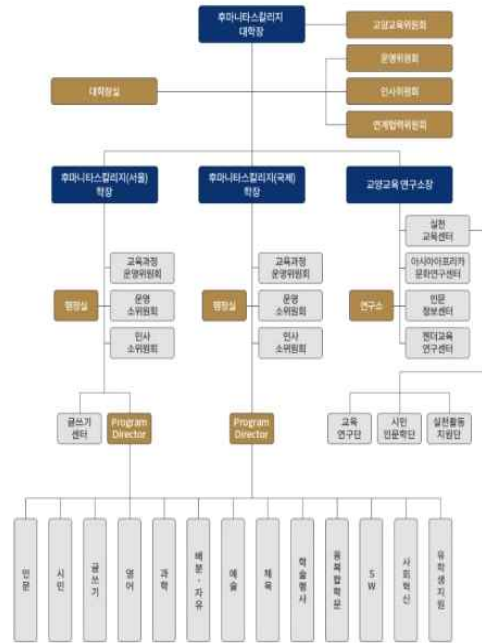 후마니타스칼리지
대학장
교양교육위원회
운영위원회
대학장실
인사위원회
연계협력위원회
후마니타스칼리지(서울)
학장
후마니타스칼리지(국제)
학장
교양교육 연구소장
교육과정
운영위원회
행정실
운영
소위원회
인사
소위원회
교육과정
운영위원회
행정실
운영
소위원회
인사
소위원회
실천
교육센터
아시아아프리카
문화연구센터
연구소
인문
정보센터
젠더교육
연구센터
글쓰기
센터
Program
Director
Program
Director
교육
연구단
시민
인문학단
실천활동
지원단
인문
시민
글쓰기
영어
과학
배분·자유
예술
체육
학술행사
융복합학문
SW
사회혁신
유학생지원